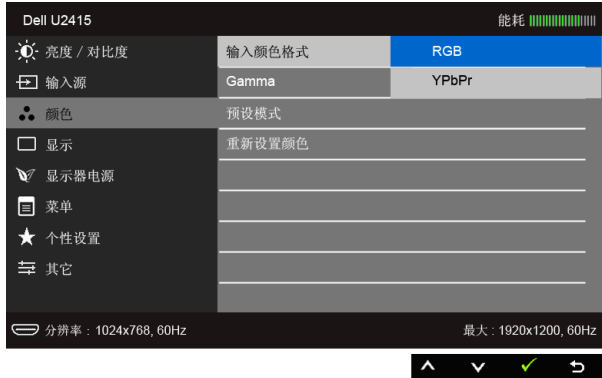 Dell U2415 能耗
亮度 / 对比度 输入颜色格式 RGB
输入源 Gamma YPbPr
颜色 预设模式
显示 重新设置颜色
显示器电源
菜单
个性设置
其它
分辨率 : 1024x768, 60Hz 最大 : 1920x1200, 60Hz